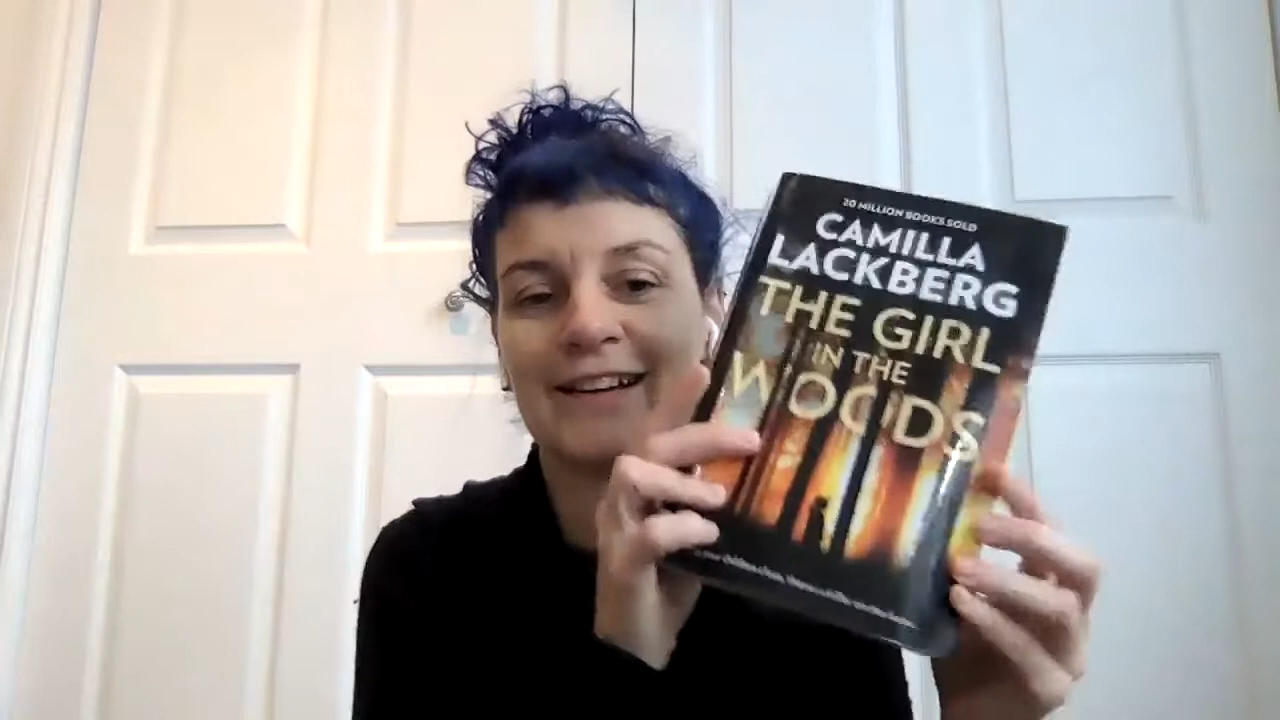 20 MILLION BOOKS SOLD
CAMILLA
LACKBERG
THE GIRL
IN THE
WOODS